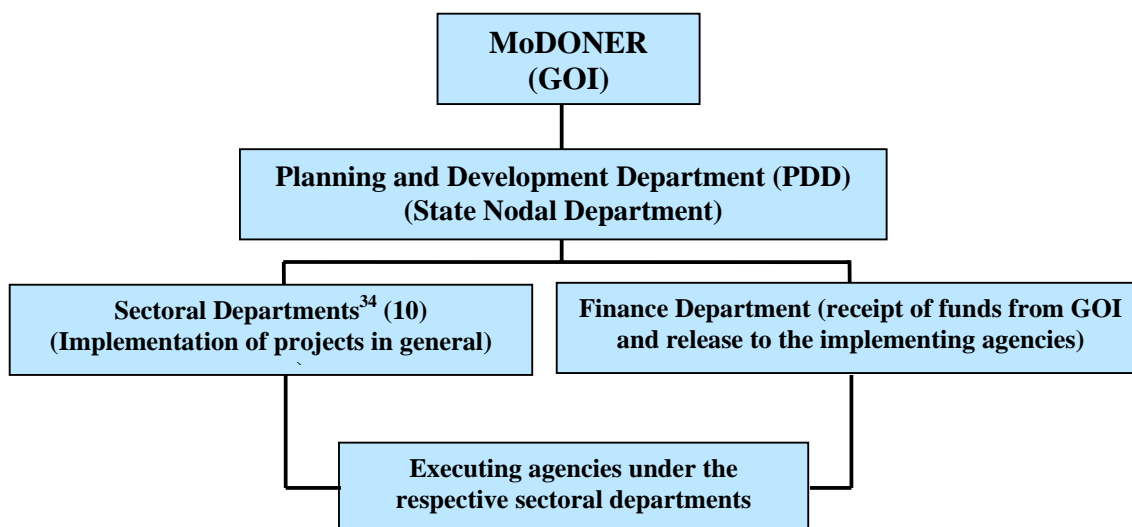 MoDONER
(GOI)
Planning and Development Department (PDD)
(State Nodal Department)
Sectoral Departments34 (10)
(Implementation of projects in general)
Finance Department (receipt of funds from GOI
and release to the implementing agencies)
Executing agencies under the
respective sectoral departments